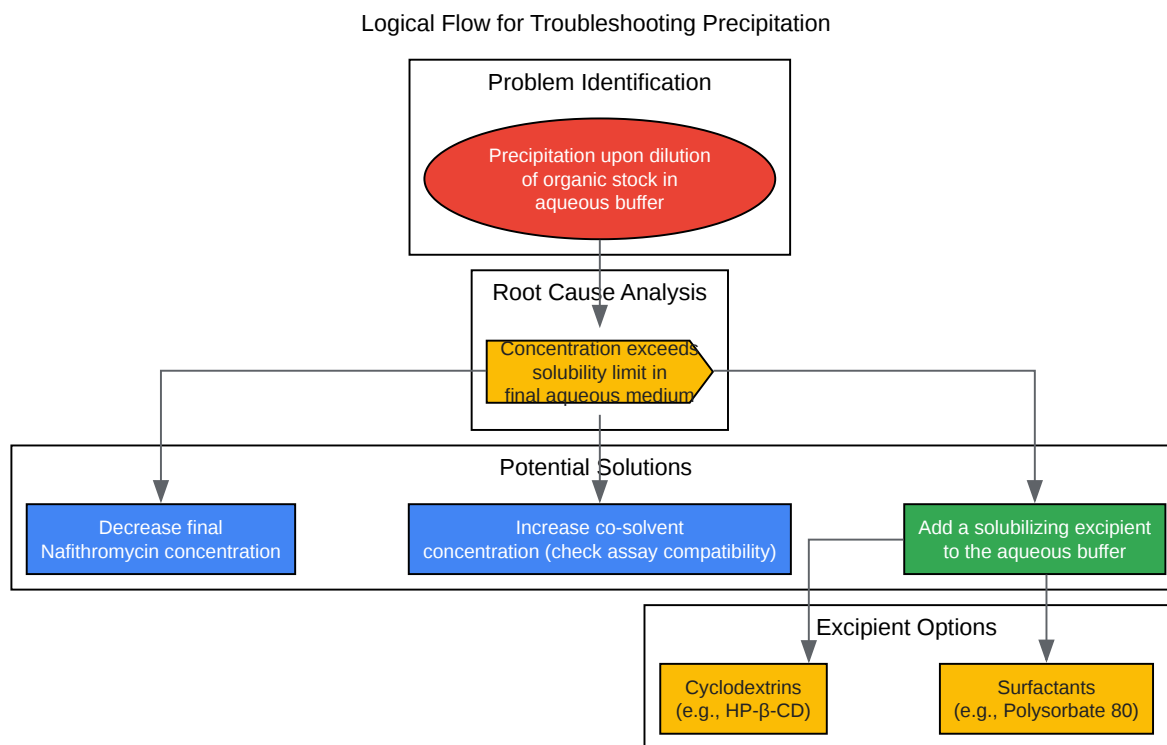 Logical Flow for Troubleshooting Precipitation
Problem Identification
Precipitation upon dilution
of organic stock in
aqueous buffer
Root Cause Analysis
Concentration exceeds
solubility limit in
final aqueous medium
Potential Solutions
Decrease final
Nafithromycin concentration
Increase co-solvent
concentration (check assay compatibility)
Add a solubilizing excipient
to the aqueous buffer
Excipient Options
Cyclodextrins
(e.g., HP-β-CD)
Surfactants
(e.g., Polysorbate 80)